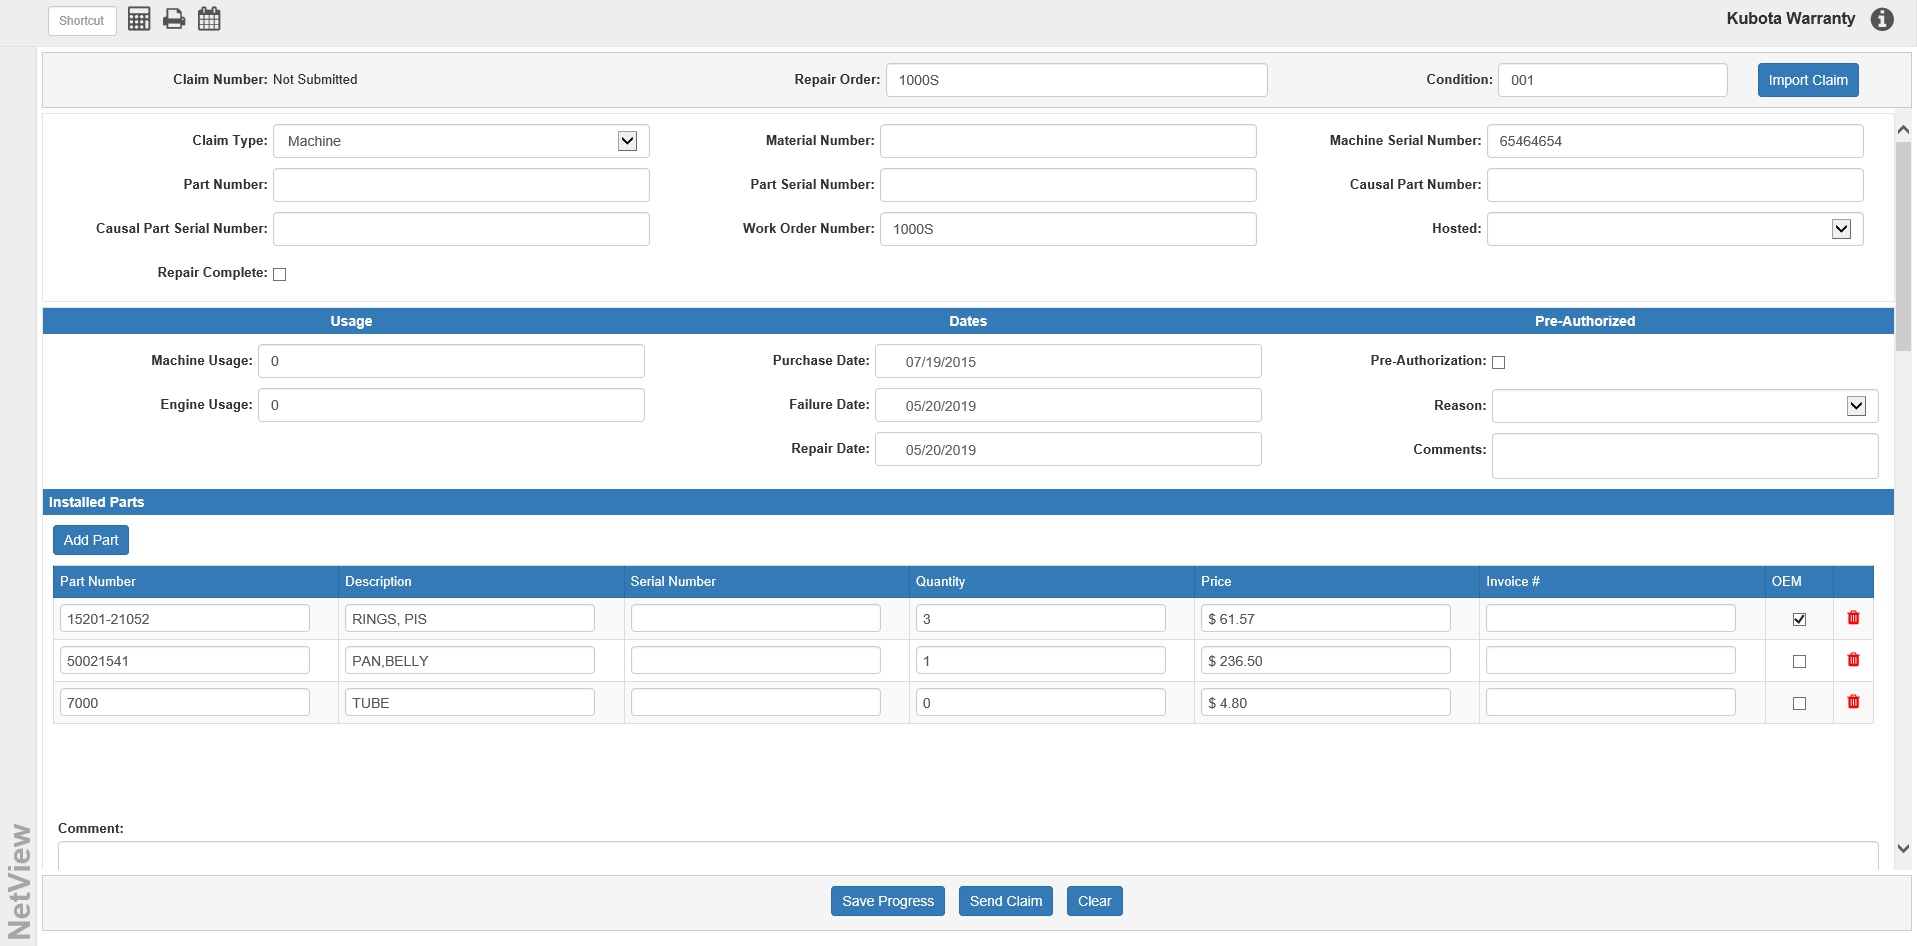 Shortcut
Kubota Warranty
Claim Number: Not Submitted
Repair Order: 1000S
Condition: 001
Import Claim
Claim Type: Machine
Material Number:
Machine Serial Number: 65464654
Part Number:
Part Serial Number:
Causal Part Number:
Causal Part Serial Number:
Work Order Number: 1000S
Hosted:
Repair Complete:
Usage
Dates
Pre-Authorized
Machine Usage: 0
Purchase Date: 07/19/2015
Pre-Authorization:
Engine Usage: 0
Failure Date: 05/20/2019
Reason:
Repair Date: 05/20/2019
Comments:
Installed Parts
Add Part
Part Number Description Serial Number Quantity Price Invoice # OEM
15201-21052 RINGS, PIS 3 $ 61.57
50021541 PAN,BELLY 1 $ 236.50
7000 TUBE 0 $ 4.80
Comment:
Save Progress
Send Claim
Clear
NetView